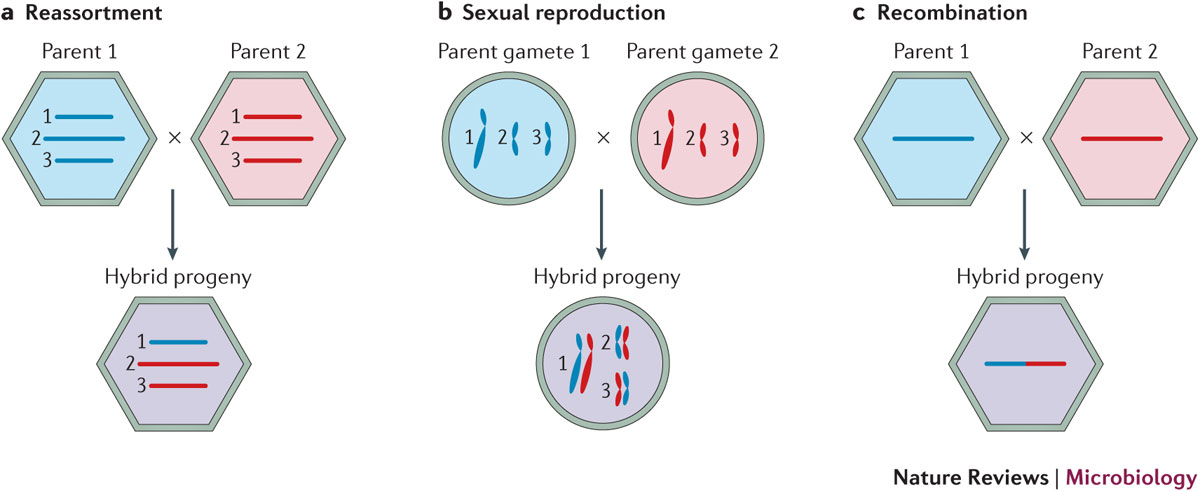 a Reassortment
Parent 1
Parent 2
1
2
3
×
1
2
3
Hybrid progeny
1
2
3
b Sexual reproduction
Parent gamete 1
Parent gamete 2
1 2 3
×
1 2 3
Hybrid progeny
1
2
3
c Recombination
Parent 1
Parent 2
×
Hybrid progeny
Nature Reviews | Microbiology